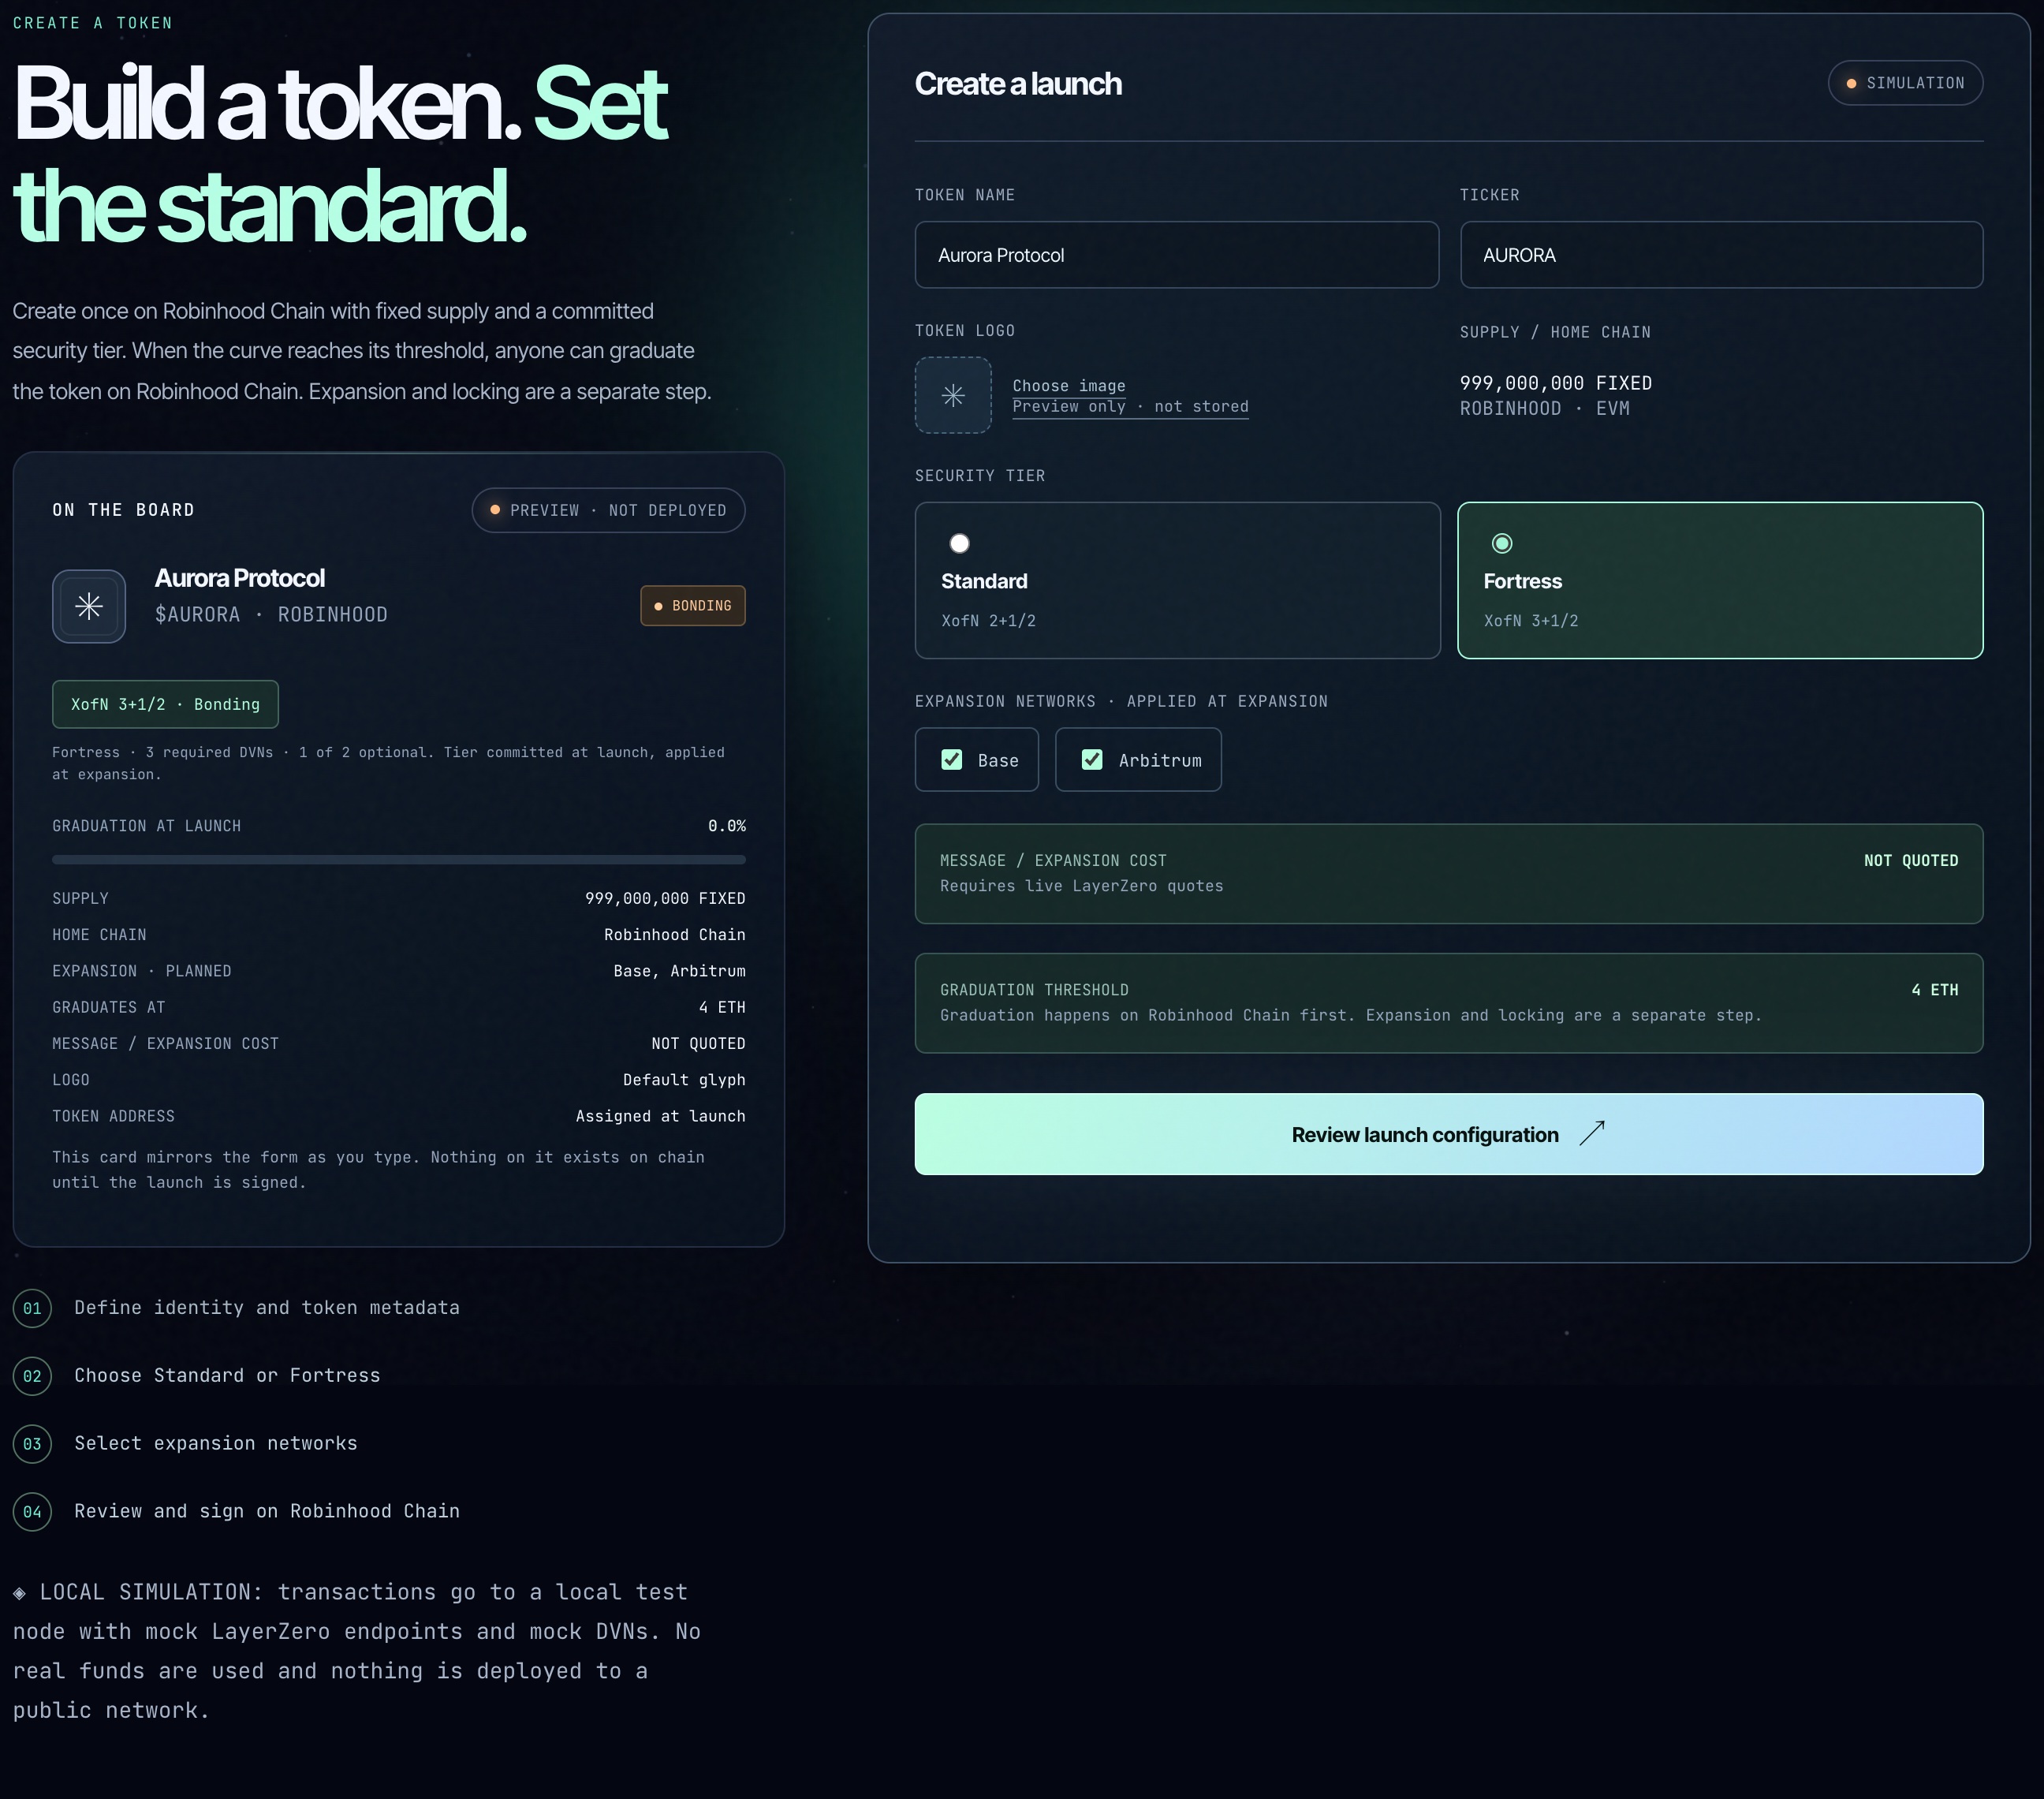 CREATE A TOKEN
Build a token. Set
the standard.
Create once on Robinhood Chain with fixed supply and a committed
security tier. When the curve reaches its threshold, anyone can graduate
the token on Robinhood Chain. Expansion and locking are a separate step.
ON THE BOARD
PREVIEW · NOT DEPLOYED
Aurora Protocol
$AURORA · ROBINHOOD
BONDING
XofN 3+1/2 · Bonding
Fortress · 3 required DVNs · 1 of 2 optional. Tier committed at launch, applied
at expansion.
GRADUATION AT LAUNCH 0.0%
SUPPLY 999,000,000 FIXED
HOME CHAIN Robinhood Chain
EXPANSION · PLANNED Base, Arbitrum
GRADUATES AT 4 ETH
MESSAGE / EXPANSION COST NOT QUOTED
LOGO Default glyph
TOKEN ADDRESS Assigned at launch
This card mirrors the form as you type. Nothing on it exists on chain
until the launch is signed.
01 Define identity and token metadata
02 Choose Standard or Fortress
03 Select expansion networks
04 Review and sign on Robinhood Chain
◈ LOCAL SIMULATION: transactions go to a local test
node with mock LayerZero endpoints and mock DVNs. No
real funds are used and nothing is deployed to a
public network.
Create a launch
SIMULATION
TOKEN NAME
Aurora Protocol
TICKER
AURORA
TOKEN LOGO
Choose image
Preview only · not stored
SUPPLY / HOME CHAIN
999,000,000 FIXED
ROBINHOOD · EVM
SECURITY TIER
Standard
XofN 2+1/2
Fortress
XofN 3+1/2
EXPANSION NETWORKS · APPLIED AT EXPANSION
Base
Arbitrum
MESSAGE / EXPANSION COST NOT QUOTED
Requires live LayerZero quotes
GRADUATION THRESHOLD 4 ETH
Graduation happens on Robinhood Chain first. Expansion and locking are a separate step.
Review launch configuration